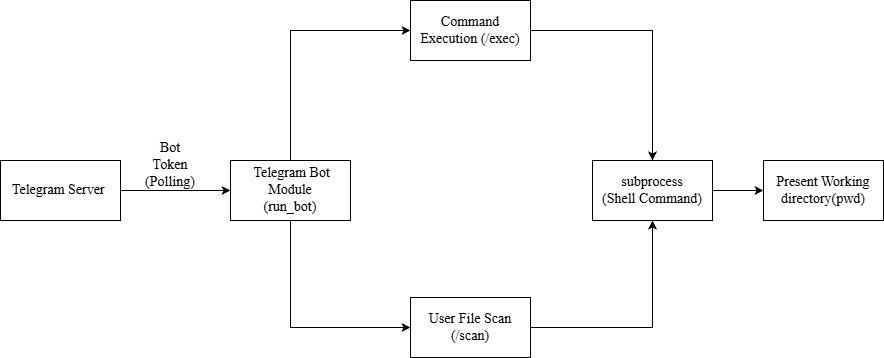 Command
Execution (/exec)
Bot
Token
(Polling)
Telegram Server
Telegram Bot
Module
(run_bot)
subprocess
(Shell Command)
Present Working
directory(pwd)
User File Scan
(/scan)